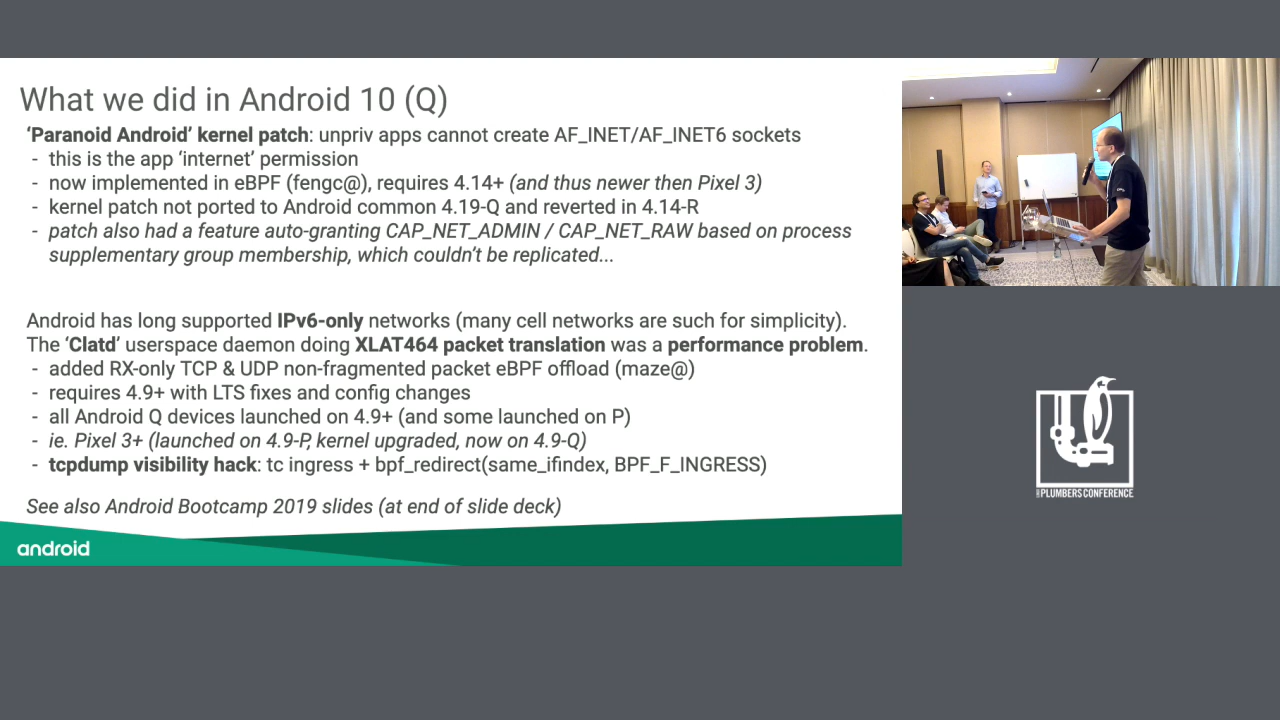 What we did in Android 10 (Q)
‘Paranoid Android’ kernel patch: unpriv apps cannot create AF_INET/AF_INET6 sockets
- this is the app ‘internet’ permission
- now implemented in eBPF (fengc@), requires 4.14+ (and thus newer then Pixel 3)
- kernel patch not ported to Android common 4.19-Q and reverted in 4.14-R
- patch also had a feature auto-granting CAP_NET_ADMIN / CAP_NET_RAW based on process
supplementary group membership, which couldn’t be replicated...
Android has long supported IPv6-only networks (many cell networks are such for simplicity).
The ‘Clatd’ userspace daemon doing XLAT464 packet translation was a performance problem.
- added RX-only TCP & UDP non-fragmented packet eBPF offload (maze@)
- requires 4.9+ with LTS fixes and config changes
- all Android Q devices launched on 4.9+ (and some launched on P)
- ie. Pixel 3+ (launched on 4.9-P, kernel upgraded, now on 4.9-Q)
- tcpdump visibility hack: tc ingress + bpf_redirect(same_ifindex, BPF_F_INGRESS)
See also Android Bootcamp 2019 slides (at end of slide deck)
android
PLUMBERS CONFERENCE